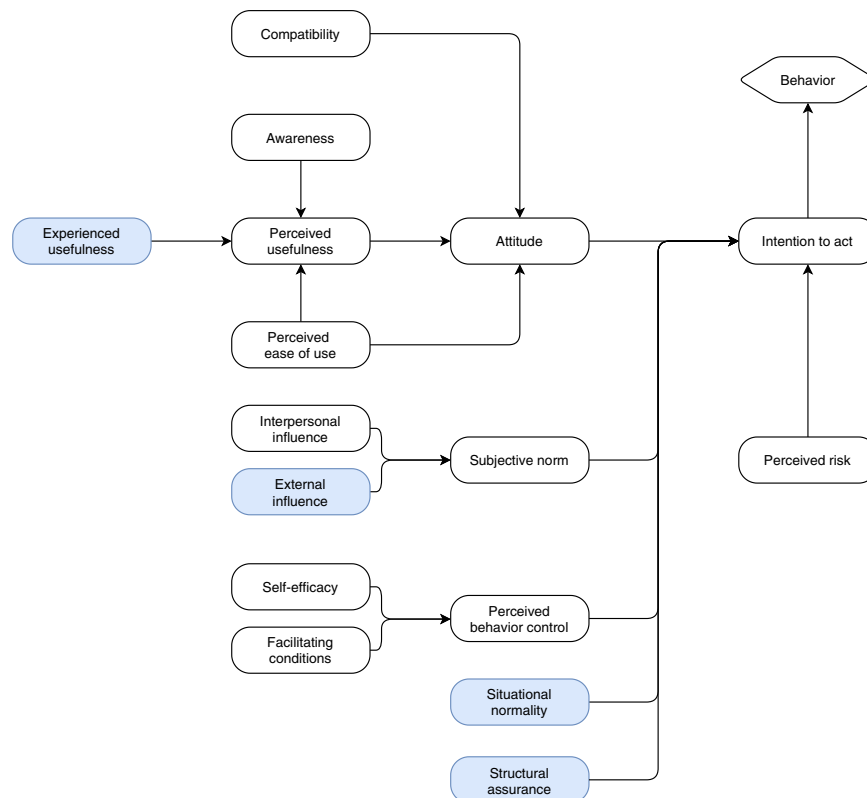 Compatibility
Behavior
Awareness
Experienced
usefulness
Perceived
usefulness
Attitude
Intention to act
Perceived
ease of use
Interpersonal
influence
Subjective norm
Perceived risk
External
influence
Self-efficacy
Perceived
behavior control
Facilitating
conditions
Situational
normality
Structural
assurance